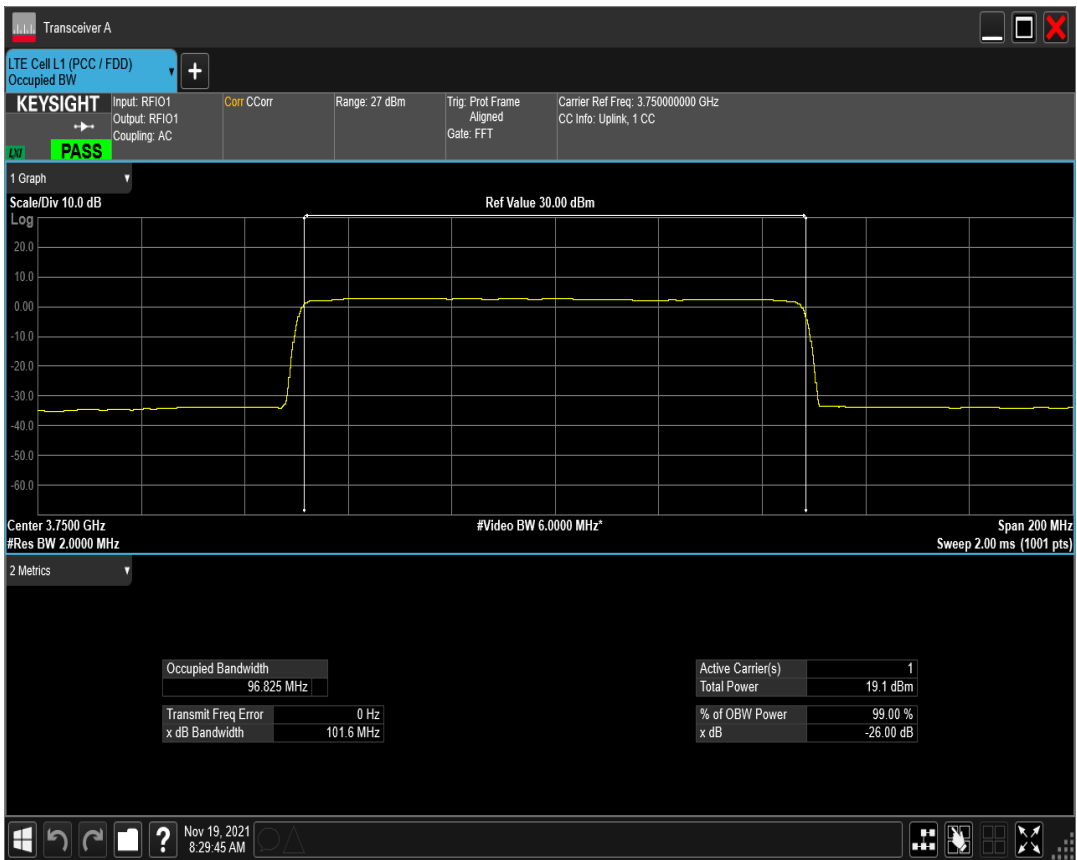 Transceiver A
LTE Cell L1 (PCC / FDD)
Occupied BW
+
KEYSIGHT
LXI
PASS
Input: RFIO1
Output: RFIO1
Coupling: AC
Corr CCorr
Range: 27 dBm
Trig: Prot Frame
Aligned
Gate: FFT
Carrier Ref Freq: 3.750000000 GHz
CC Info: Uplink, 1 CC
1 Graph
Scale/Div 10.0 dB
Ref Value 30.00 dBm
Log
20.0
10.0
0.00
-10.0
-20.0
-30.0
-40.0
-50.0
-60.0
Center 3.7500 GHz
#Video BW 6.0000 MHz*
Span 200 MHz
#Res BW 2.0000 MHz
Sweep 2.00 ms (1001 pts)
2 Metrics
Occupied Bandwidth
96.825 MHz
Transmit Freq Error 0 Hz
x dB Bandwidth 101.6 MHz
Active Carrier(s) 1
Total Power 19.1 dBm
% of OBW Power 99.00 %
x dB -26.00 dB
?
Nov 19, 2021
8:29:45 AM